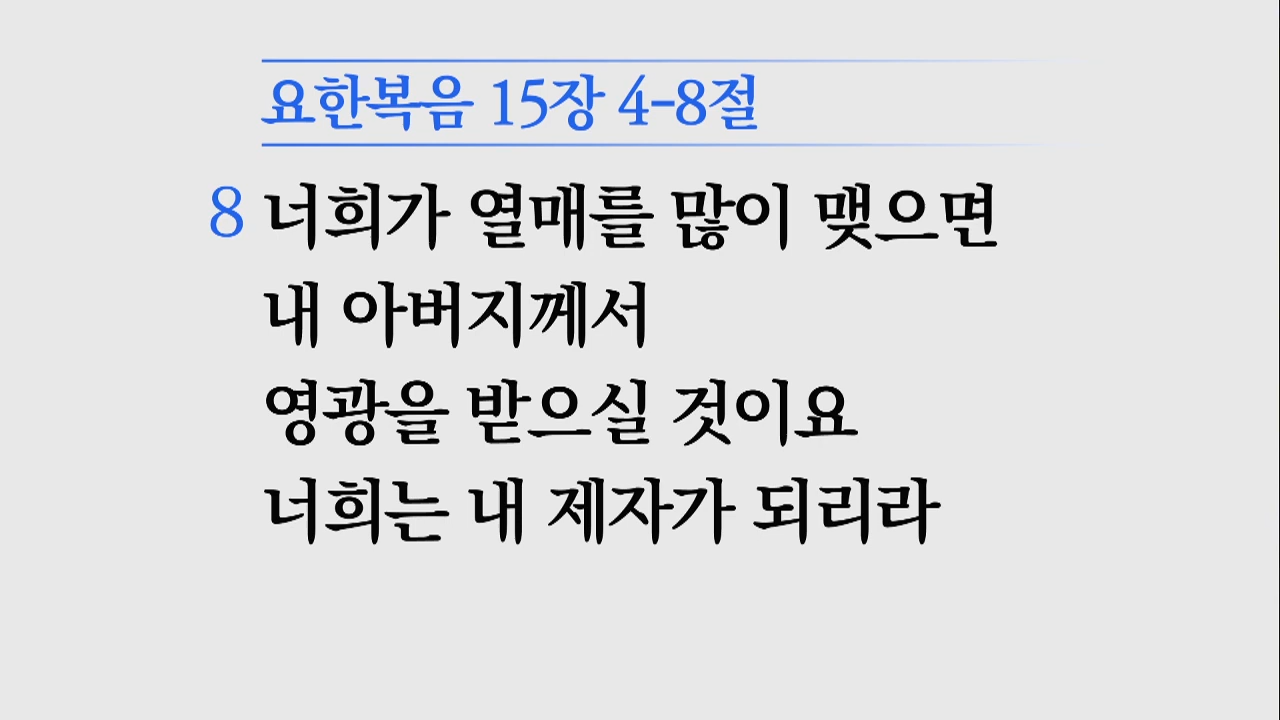 요한복음 15장 4-8절
8 너희가 열매를 많이 맺으면
내 아버지께서
영광을 받으실 것이요
너희는 내 제자가 되리라